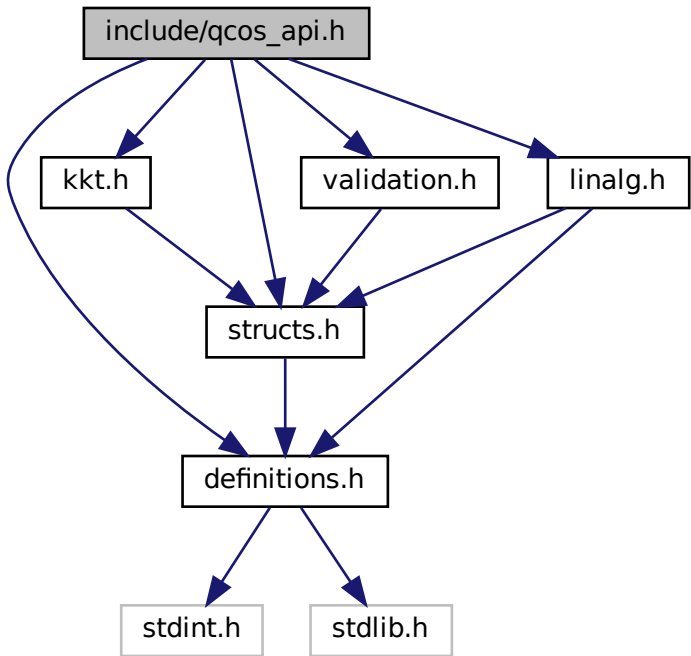 include/qcos_api.h
kkt.h
validation.h
linalg.h
structs.h
definitions.h
stdint.h
stdlib.h